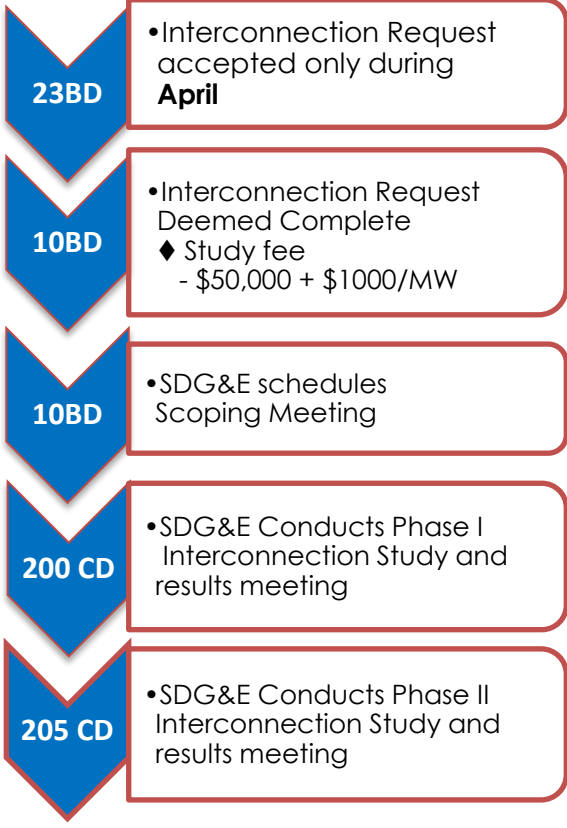 23BD
•Interconnection Request
accepted only during
April
10BD
•Interconnection Request
Deemed Complete
♦ Study fee
- $50,000 + $1000/MW
10BD
•SDG&E schedules
Scoping Meeting
200 CD
•SDG&E Conducts Phase I
Interconnection Study and
results meeting
205 CD
•SDG&E Conducts Phase II
Interconnection Study and
results meeting